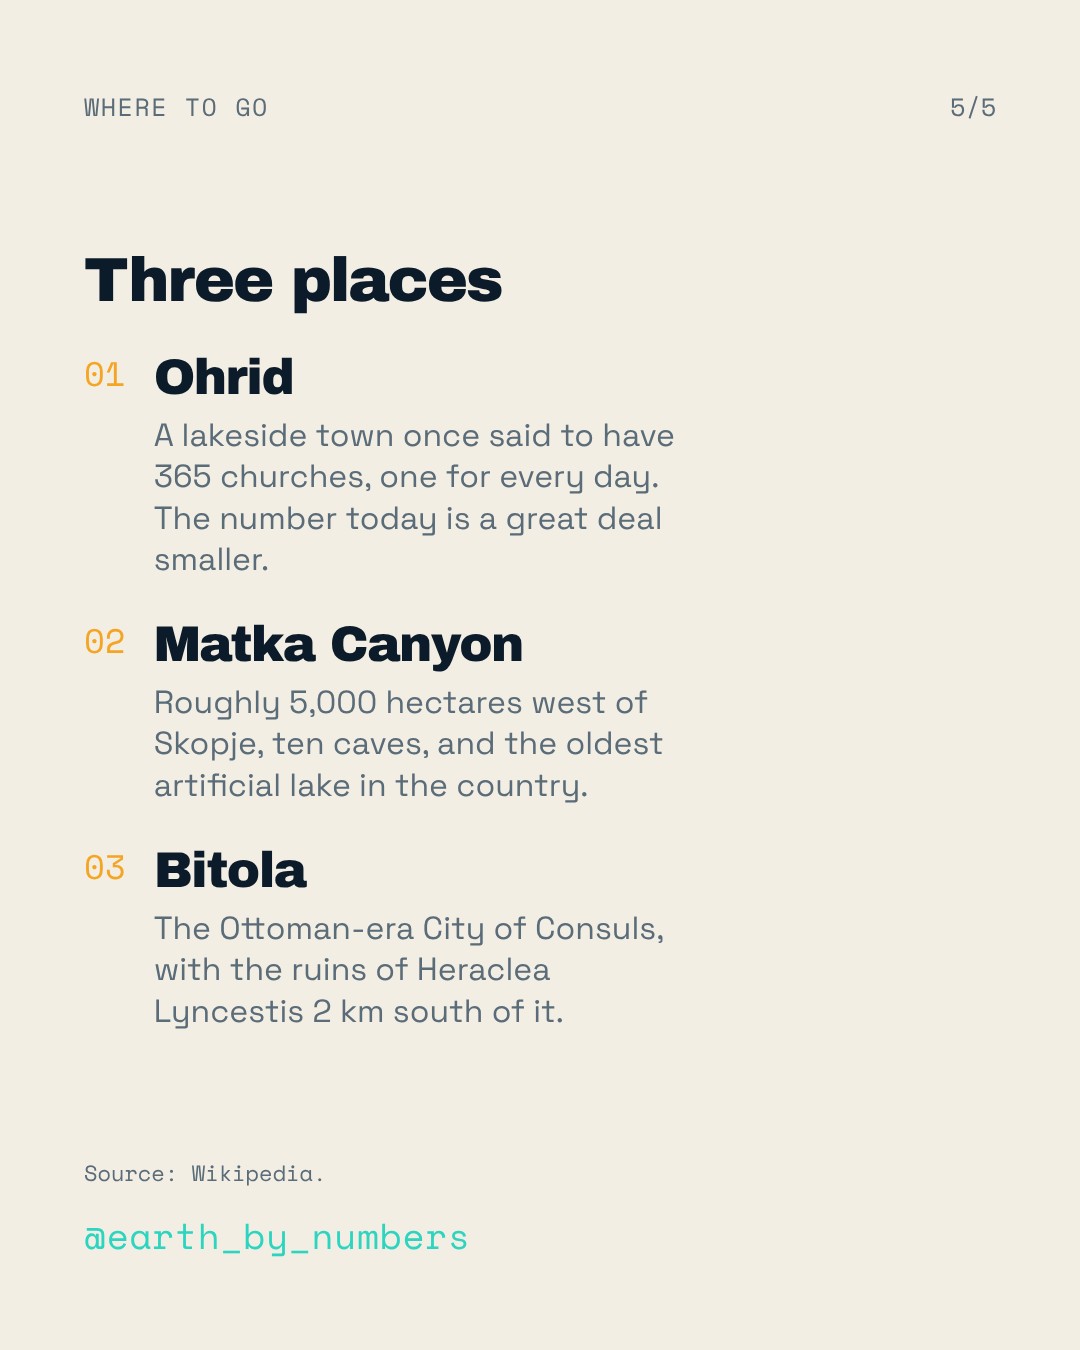 WHERE TO GO
5/5
Three places
01 Ohrid
A lakeside town once said to have
365 churches, one for every day.
The number today is a great deal
smaller.
02 Matka Canyon
Roughly 5,000 hectares west of
Skopje, ten caves, and the oldest
artificial lake in the country.
03 Bitola
The Ottoman-era City of Consuls,
with the ruins of Heraclea
Lyncestis 2 km south of it.
Source: Wikipedia.
@earth_by_numbers